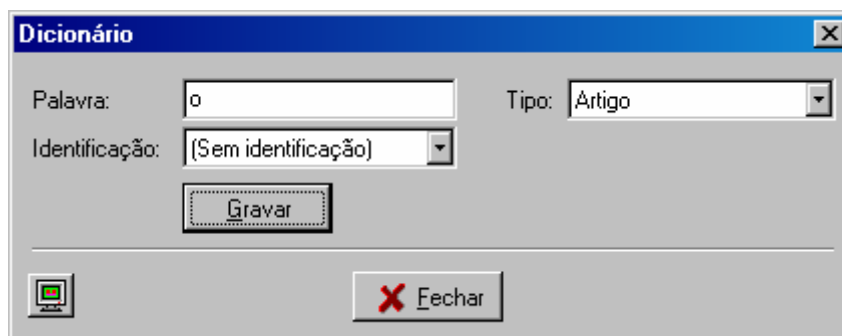 Dicionário
Palavra: o Tipo: Artigo
Identificação: (Sem identificação)
Gravar
Fechar